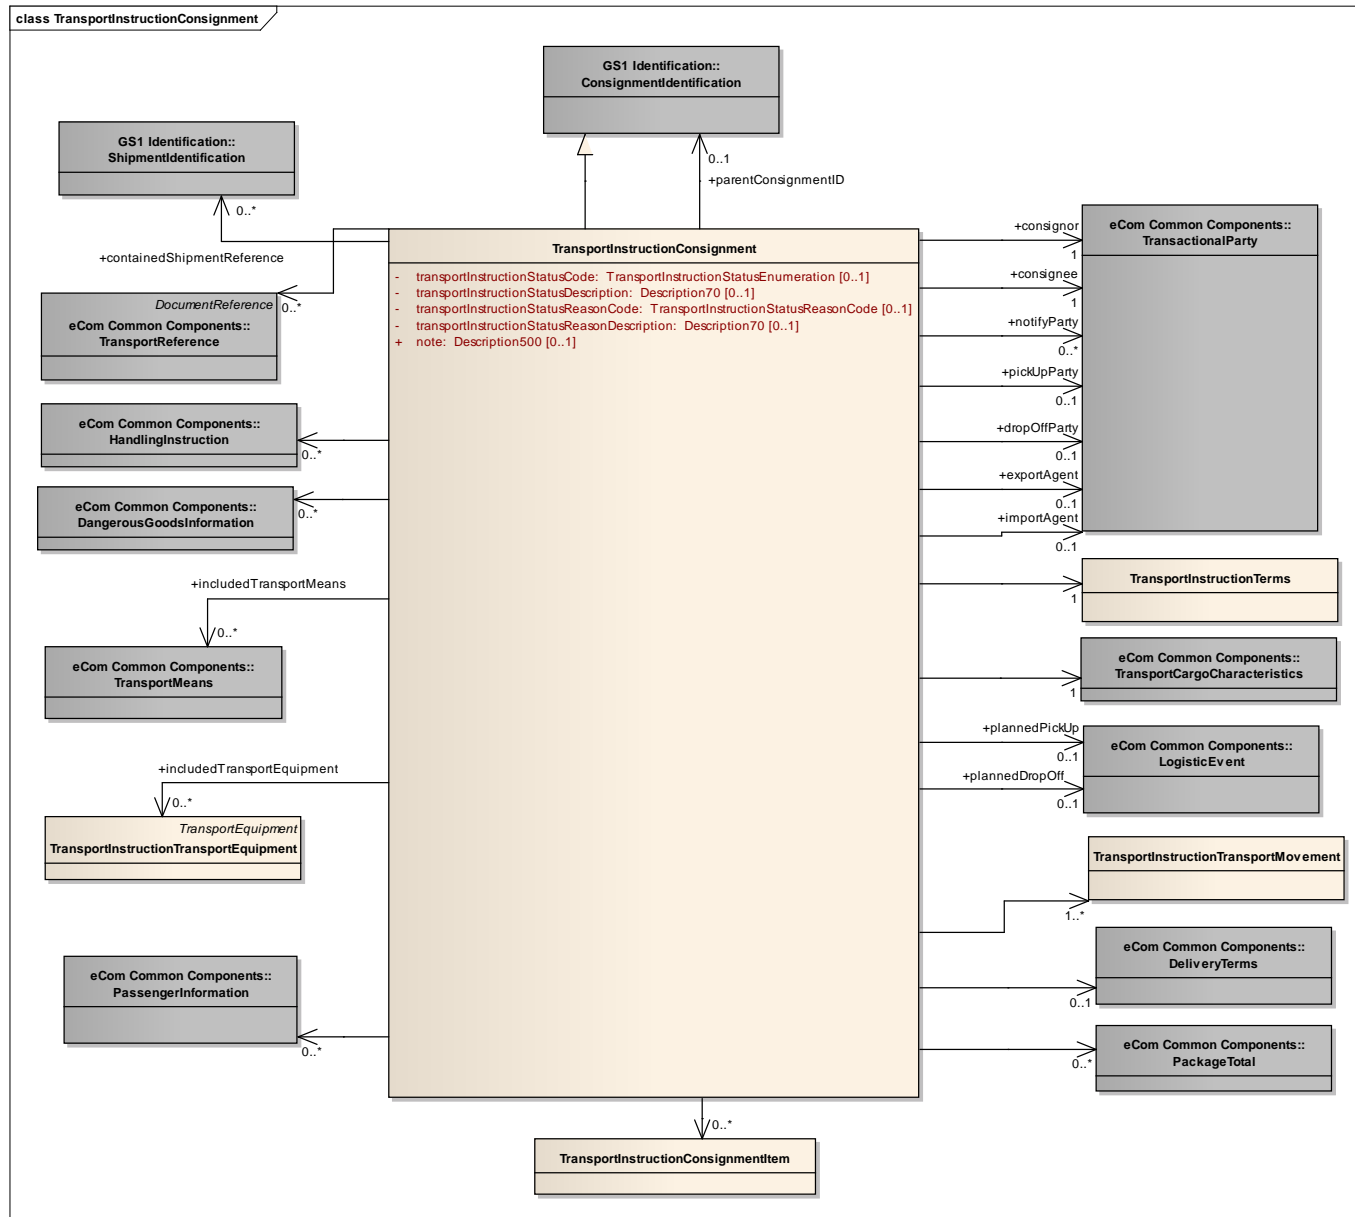 class TransportInstructionConsignment
GS1 Identification::
ConsignmentIdentification
0..1
+parentConsignmentID
GS1 Identification::
ShipmentIdentification
0..*
+containedShipmentReference
DocumentReference
eCom Common Components::
TransportReference
0..*
eCom Common Components::
HandlingInstruction
0..*
eCom Common Components::
DangerousGoodsInformation
0..*
+includedTransportMeans
0..*
eCom Common Components::
TransportMeans
+includedTransportEquipment
0..*
TransportEquipment
TransportInstructionTransportEquipment
eCom Common Components::
PassengerInformation
0..*
TransportInstructionConsignment
- transportInstructionStatusCode: TransportInstructionStatusEnumeration [0..1]
- transportInstructionStatusDescription: Description70 [0..1]
- transportInstructionStatusReasonCode: TransportInstructionStatusReasonCode [0..1]
- transportInstructionStatusReasonDescription: Description70 [0..1]
+ note: Description500 [0..1]
+consignor
1
+consignee
1
+notifyParty
0..*
+pickUpParty
0..1
+dropOffParty
0..1
+exportAgent
0..1
+importAgent
0..1
eCom Common Components::
TransactionalParty
TransportInstructionTerms
1
eCom Common Components::
TransportCargoCharacteristics
1
+plannedPickUp
0..1
+plannedDropOff
0..1
eCom Common Components::
LogisticEvent
TransportInstructionTransportMovement
1..*
eCom Common Components::
DeliveryTerms
0..1
eCom Common Components::
PackageTotal
0..*
0..*
TransportInstructionConsignmentItem